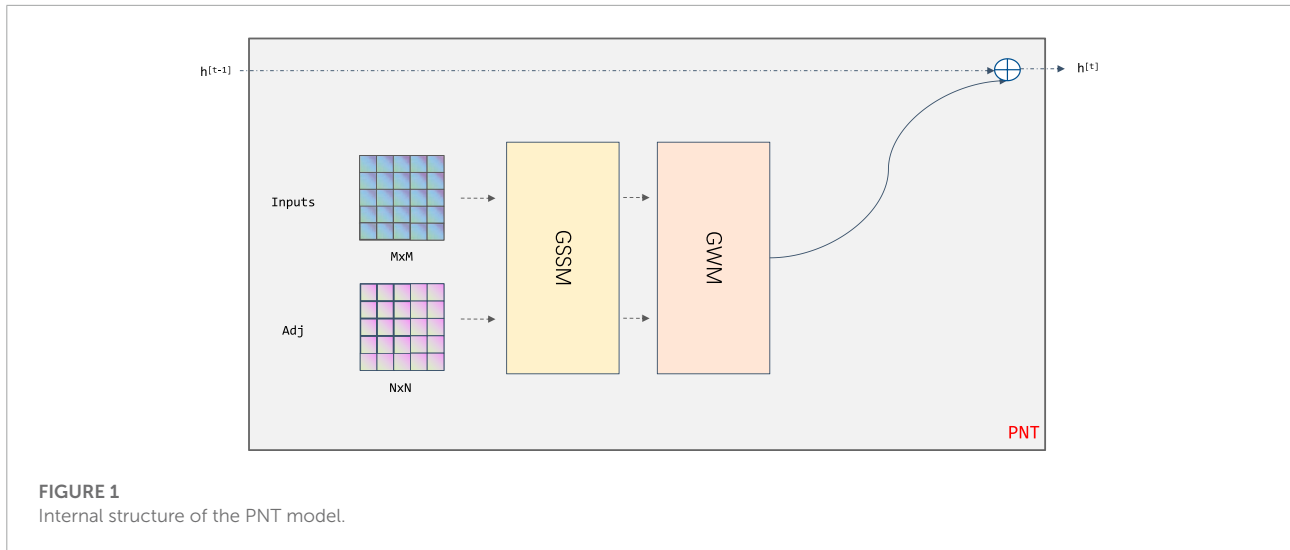 h[t-1]
h[t]
Inputs
MxM
GSSM
GWM
Adj
NxN
PNT
FIGURE 1
Internal structure of the PNT model.